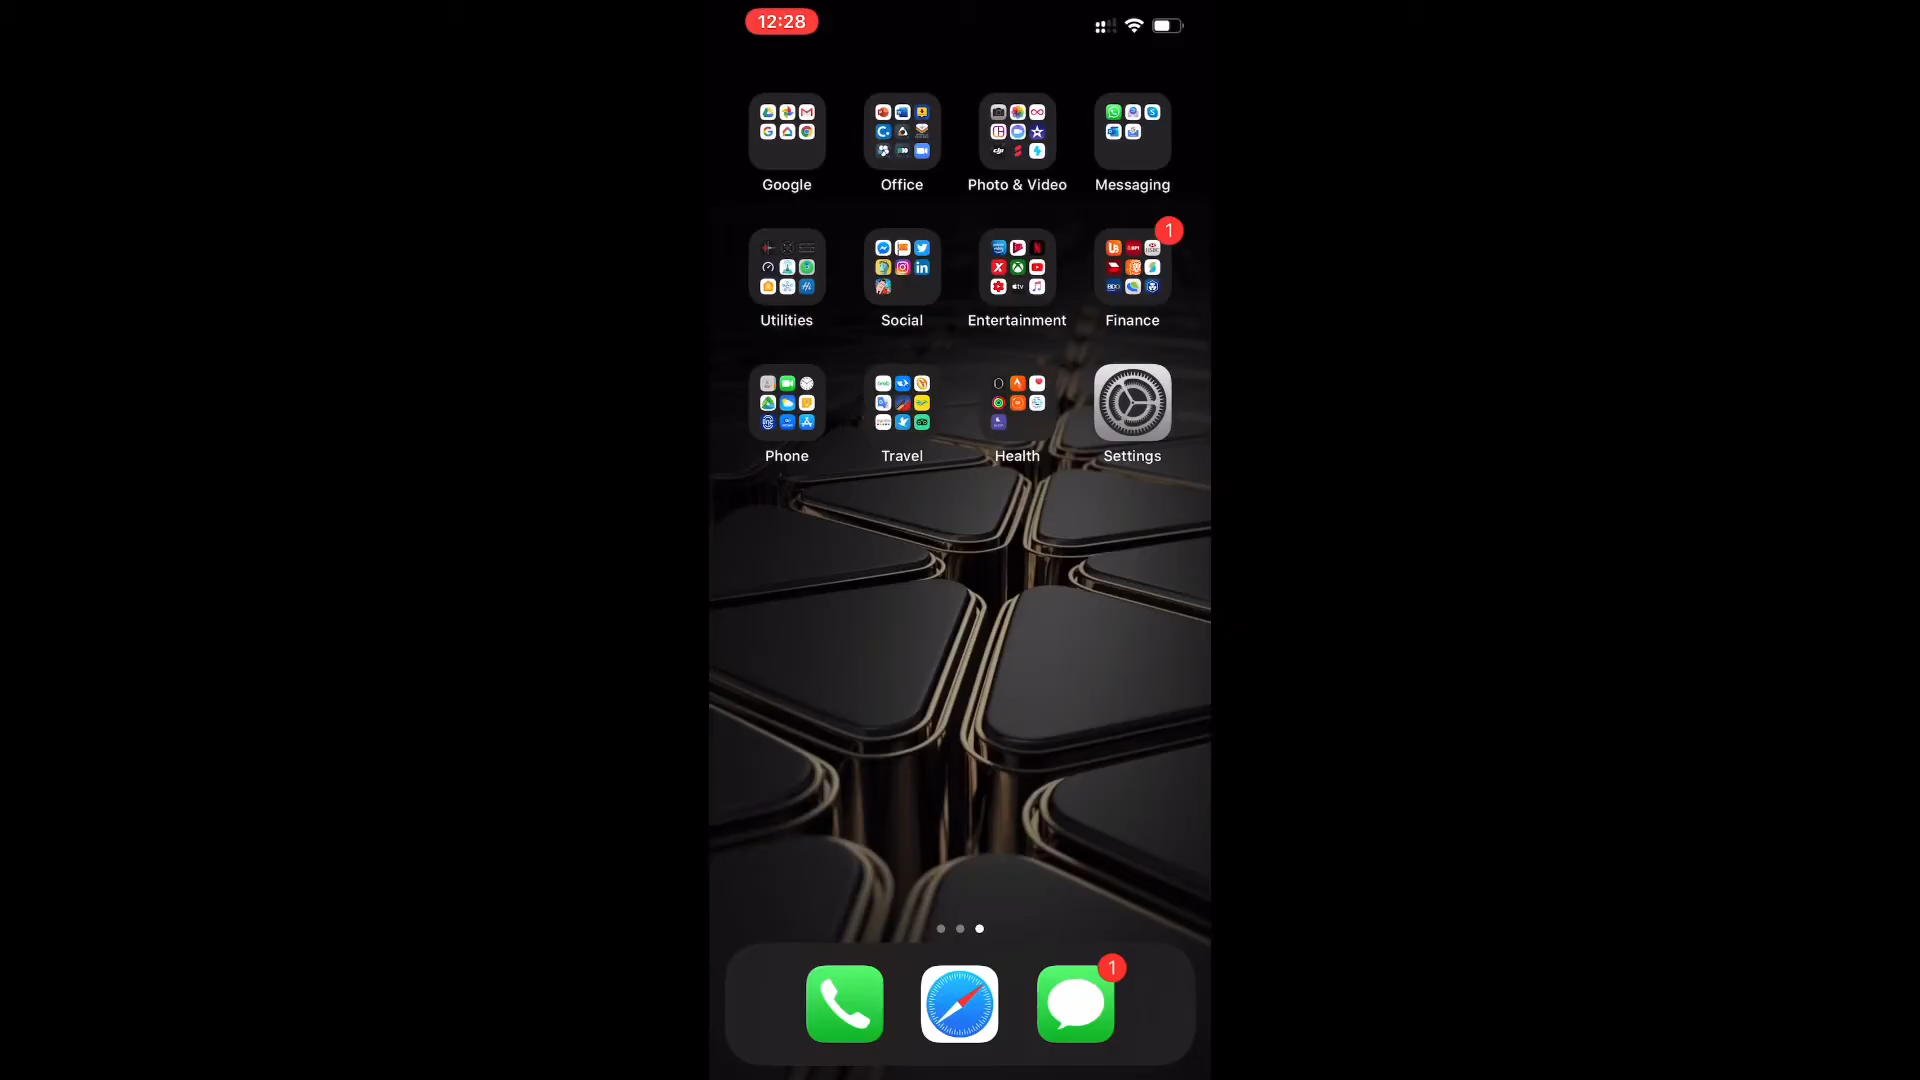 12:28
Google Office Photo & Video Messaging
1
Utilities Social Entertainment Finance
Phone Travel Health Settings
1